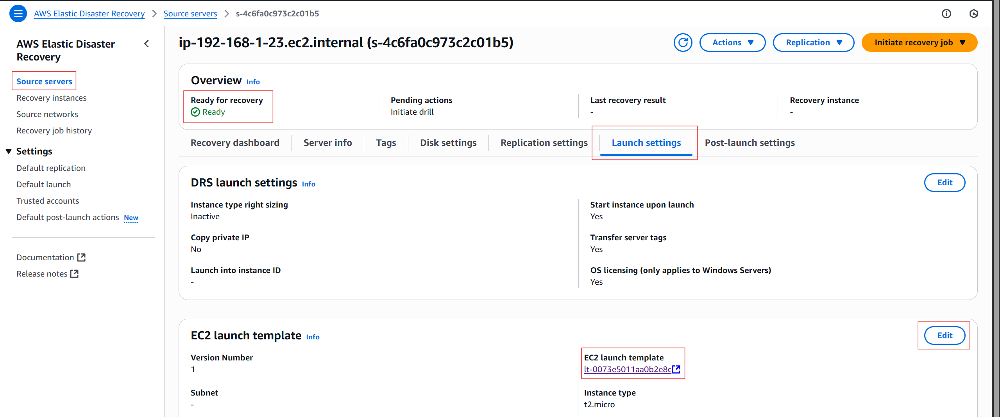 AWS Elastic Disaster Recovery
Source servers
s-4c6fa0c973c2c01b5
AWS Elastic Disaster
Recovery
Source servers
Recovery instances
Source networks
Recovery job history
Settings
Default replication
Default launch
Trusted accounts
Default post-launch actions New
Documentation
Release notes
ip-192-168-1-23.ec2.internal (s-4c6fa0c973c2c01b5)
Actions
Replication
Initiate recovery job
Overview Info
Ready for recovery
Ready
Pending actions
Initiate drill
Last recovery result
-
Recovery instance
-
Recovery dashboard
Server info
Tags
Disk settings
Replication settings
Launch settings
Post-launch settings
DRS launch settings Info
Edit
Instance type right sizing
Inactive
Copy private IP
No
Launch into instance ID
-
Start instance upon launch
Yes
Transfer server tags
Yes
OS licensing (only applies to Windows Servers)
Yes
EC2 launch template Info
Edit
Version Number
1
Subnet
-
EC2 launch template
lt-0073e5011aa0b2e8c
Instance type
t2.micro